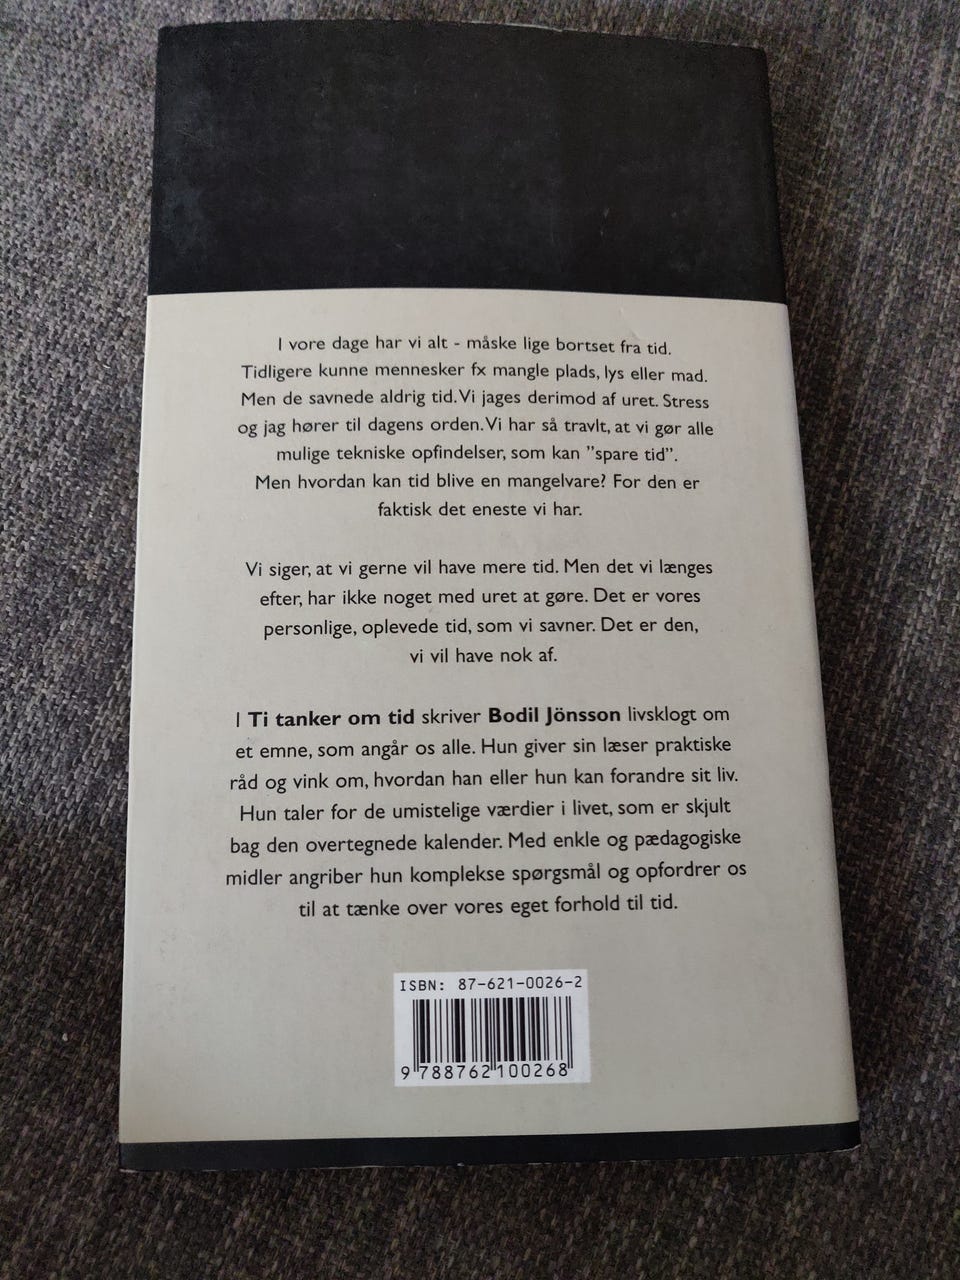 I vore dage har vi alt - måske lige bortset fra tid.
Tidligere kunne mennesker fx mangle plads, lys eller mad.
Men de savnede aldrig tid. Vi jages derimod af uret. Stress
og jag hører til dagens orden. Vi har så travlt, at vi gør alle
mulige tekniske opfindelser, som kan ”spare tid”.
Men hvordan kan tid blive en mangelvare? For den er
faktisk det eneste vi har.
Vi siger, at vi gerne vil have mere tid. Men det vi længes
efter, har ikke noget med uret at gøre. Det er vores
personlige, oplevede tid, som vi savner. Det er den,
vi vil have nok af.
I Ti tanker om tid skriver Bodil Jönsson livsklogt om
et emne, som angår os alle. Hun giver sin læser praktiske
råd og vink om, hvordan han eller hun kan forandre sit liv.
Hun taler for de umistelige værdier i livet, som er skjult
bag den overtegnede kalender. Med enkle og pædagogiske
midler angriber hun komplekse spørgsmål og opfordrer os
til at tænke over vores eget forhold til tid.
ISBN: 87-621-0026-2
9 788762 100268